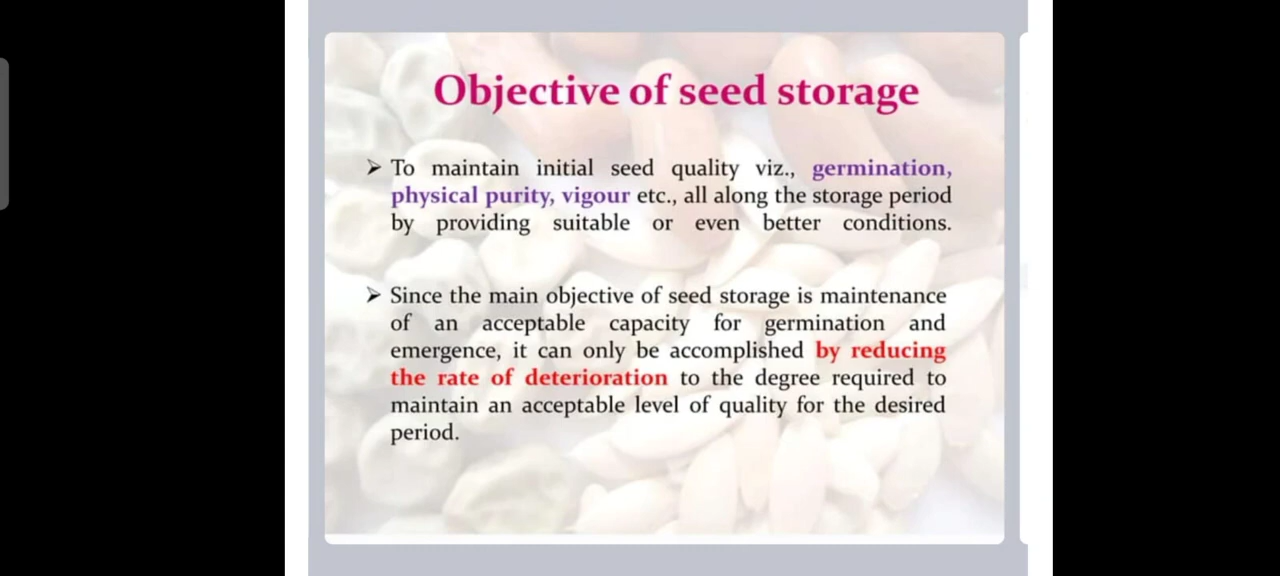 Objective of seed storage
➢ To maintain initial seed quality viz., germination,
physical purity, vigour etc., all along the storage period
by providing suitable or even better conditions.
➢ Since the main objective of seed storage is maintenance
of an acceptable capacity for germination and
emergence, it can only be accomplished by reducing
the rate of deterioration to the degree required to
maintain an acceptable level of quality for the desired
period.